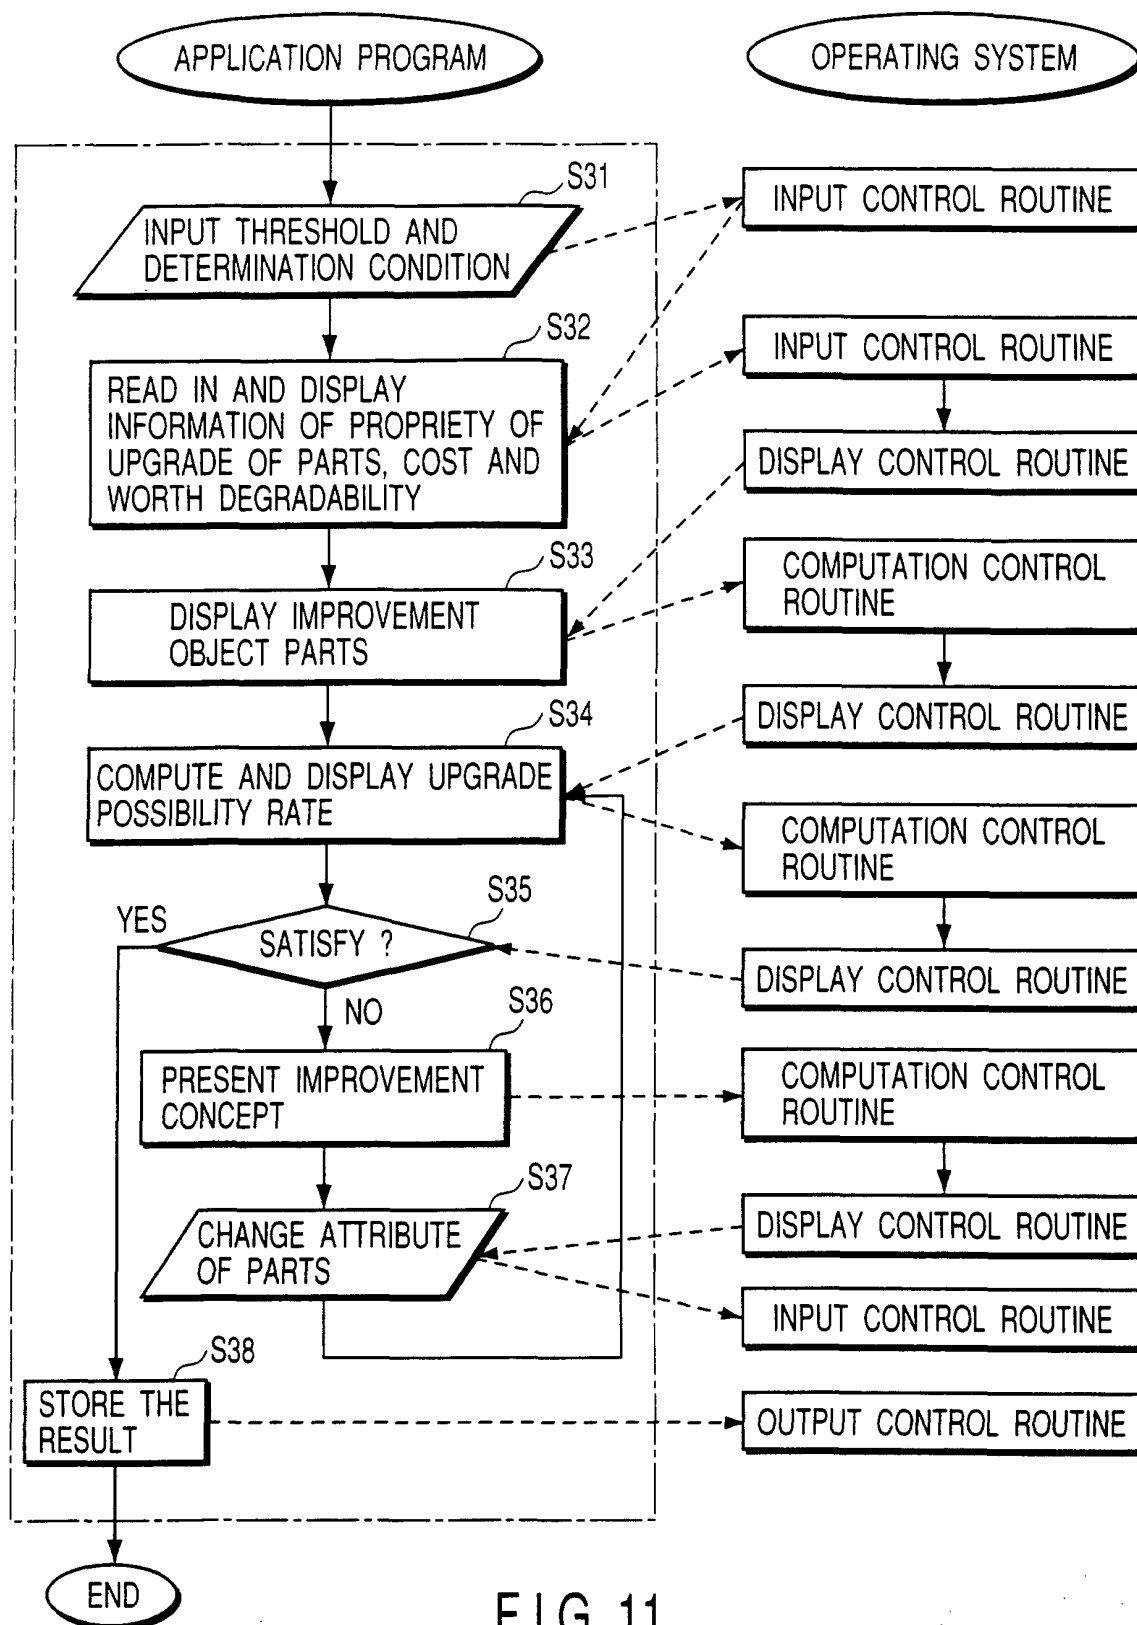 APPLICATION PROGRAM
OPERATING SYSTEM
S31
INPUT THRESHOLD AND
DETERMINATION CONDITION
INPUT CONTROL ROUTINE
S32
READ IN AND DISPLAY
INFORMATION OF PROPRIETY OF
UPGRADE OF PARTS, COST AND
WORTH DEGRADABILITY
INPUT CONTROL ROUTINE
DISPLAY CONTROL ROUTINE
S33
DISPLAY IMPROVEMENT
OBJECT PARTS
COMPUTATION CONTROL
ROUTINE
S34
COMPUTE AND DISPLAY UPGRADE
POSSIBILITY RATE
DISPLAY CONTROL ROUTINE
COMPUTATION CONTROL
ROUTINE
S35
YES
SATISFY ?
NO
DISPLAY CONTROL ROUTINE
S36
PRESENT IMPROVEMENT
CONCEPT
COMPUTATION CONTROL
ROUTINE
S37
CHANGE ATTRIBUTE
OF PARTS
DISPLAY CONTROL ROUTINE
INPUT CONTROL ROUTINE
S38
STORE THE
RESULT
OUTPUT CONTROL ROUTINE
END
FIG. 11